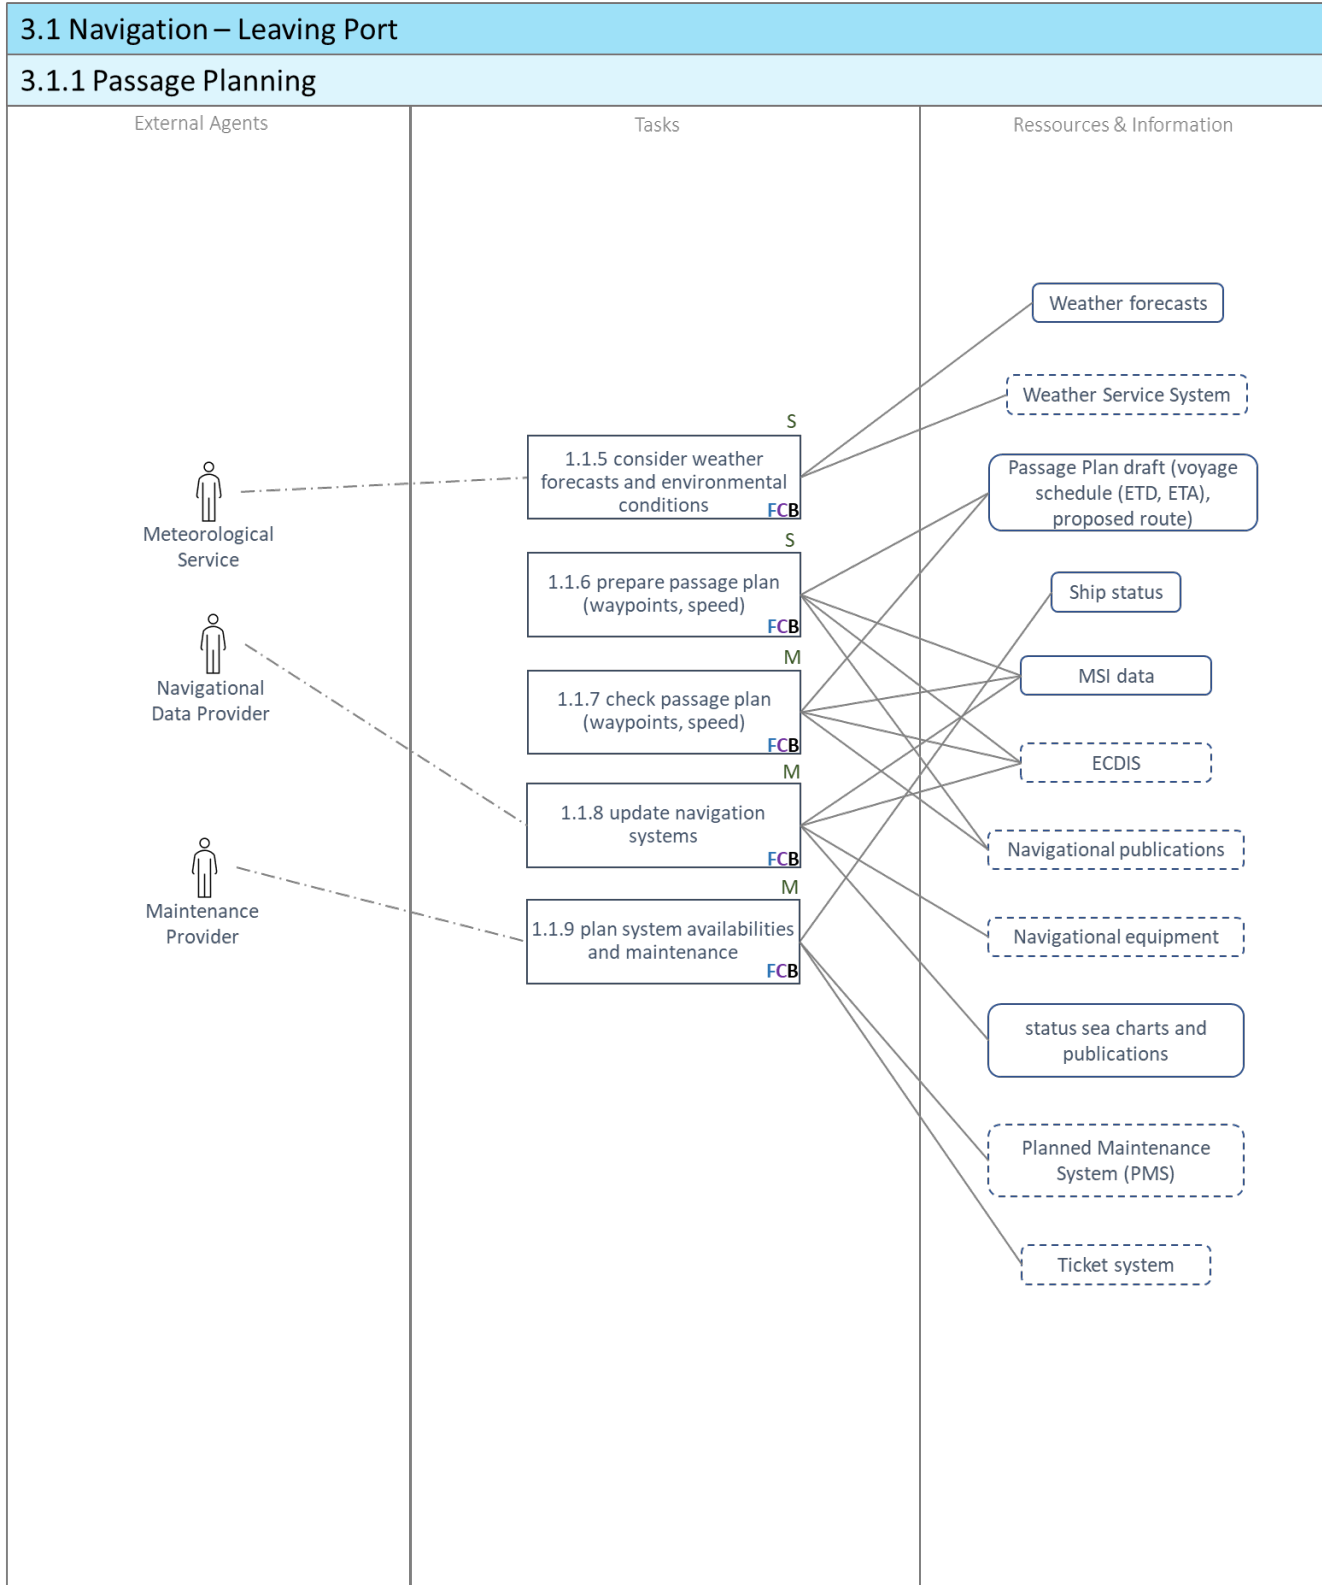 3.1 Navigation – Leaving Port
3.1.1 Passage Planning
External Agents
Tasks
Ressources & Information
Meteorological
Service
Navigational
Data Provider
Maintenance
Provider
S
1.1.5 consider weather
forecasts and environmental
conditions
FCB
S
1.1.6 prepare passage plan
(waypoints, speed)
FCB
M
1.1.7 check passage plan
(waypoints, speed)
FCB
M
1.1.8 update navigation
systems
FCB
M
1.1.9 plan system availabilities
and maintenance
FCB
Weather forecasts
Weather Service System
Passage Plan draft (voyage
schedule (ETD, ETA),
proposed route)
Ship status
MSI data
ECDIS
Navigational publications
Navigational equipment
status sea charts and
publications
Planned Maintenance
System (PMS)
Ticket system